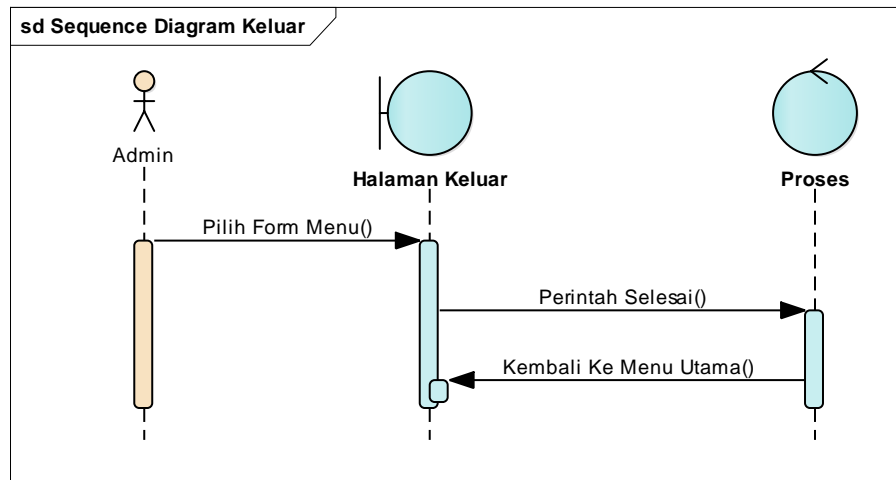 sd Sequence Diagram Keluar
Admin
Halaman Keluar
Proses
Pilih Form Menu()
Perintah Selesai()
Kembali Ke Menu Utama()